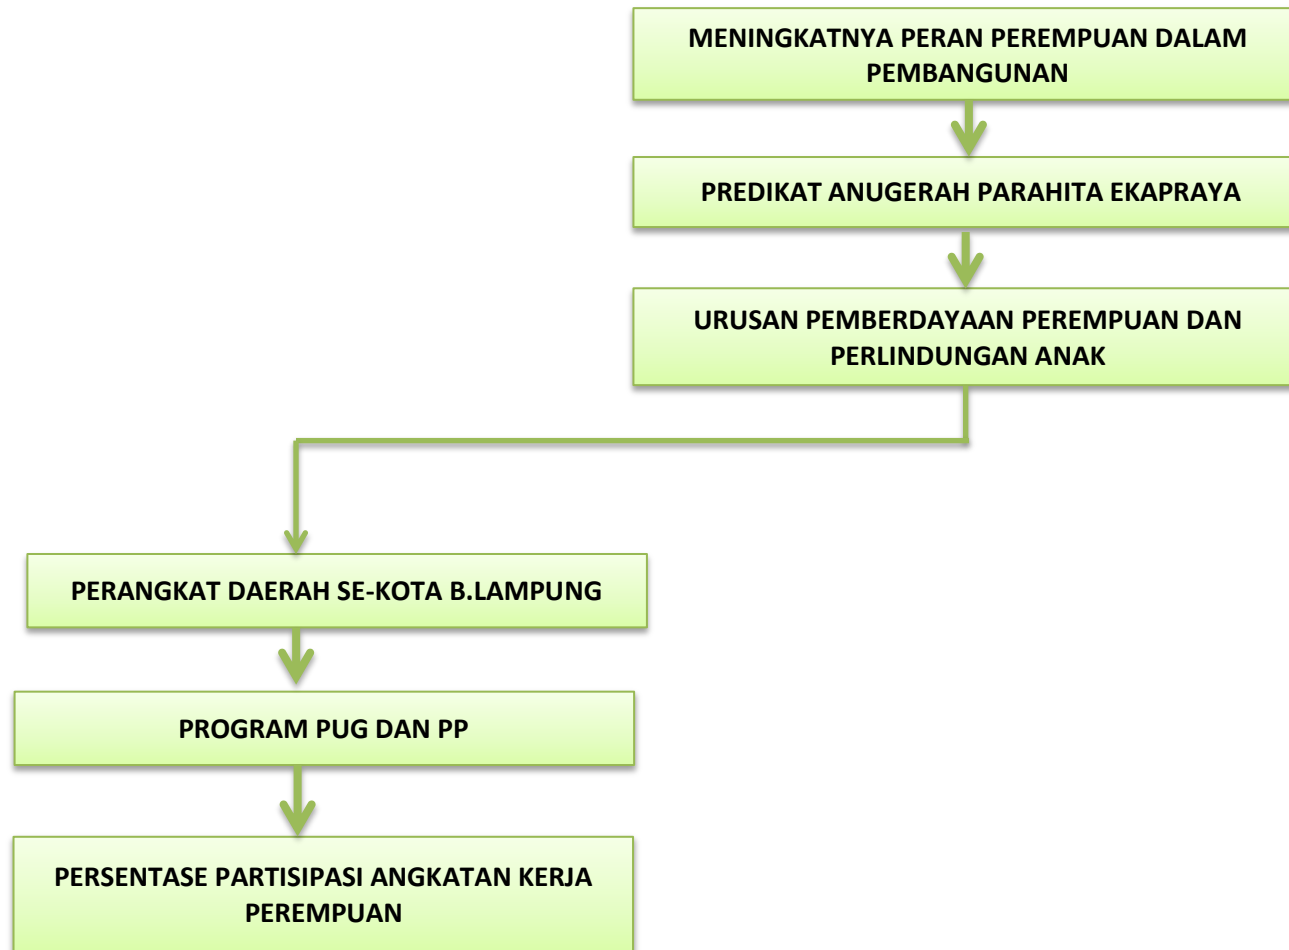 MENINGKATNYA PERAN PEREMPUAN DALAM
PEMBANGUNAN
PREDIKAT ANUGERAH PARAHITA EKAPRAYA
URUSAN PEMBERDAYAAN PEREMPUAN DAN
PERLINDUNGAN ANAK
PERANGKAT DAERAH SE-KOTA B.LAMPUNG
PROGRAM PUG DAN PP
PERSENTASE PARTISIPASI ANGKATAN KERJA
PEREMPUAN